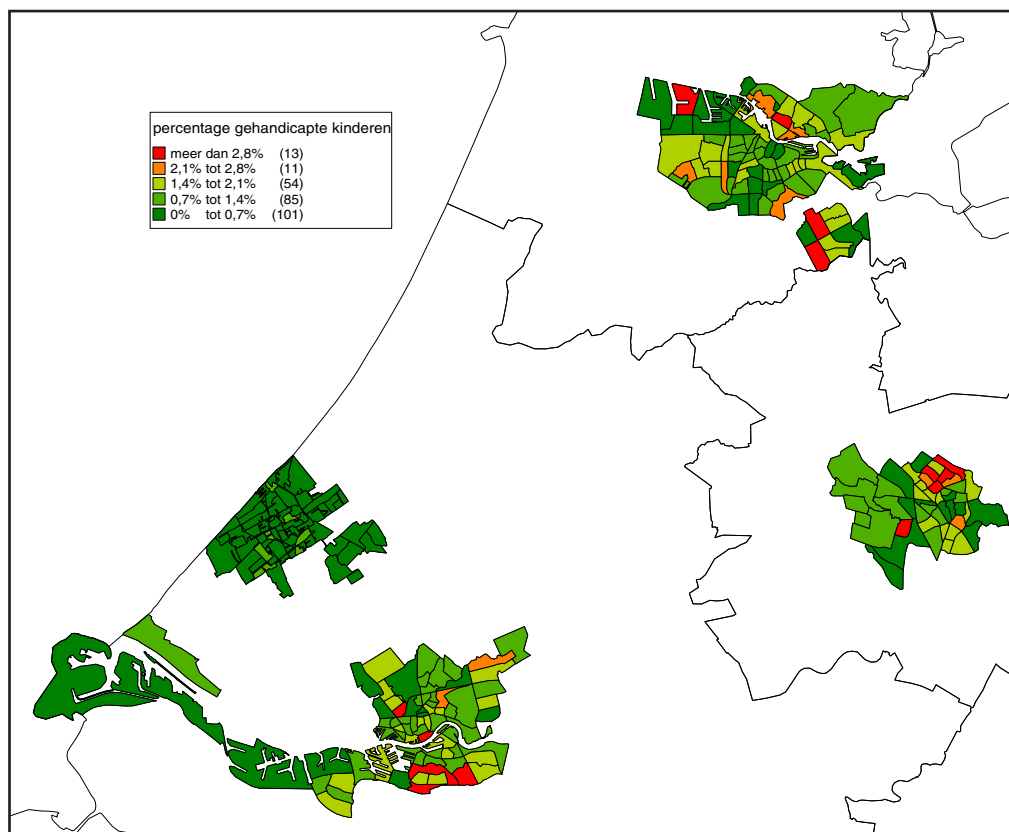 percentage gehandicapte kinderen
meer dan 2,8% (13)
2,1% tot 2,8% (11)
1,4% tot 2,1% (54)
0,7% tot 1,4% (85)
0% tot 0,7% (101)